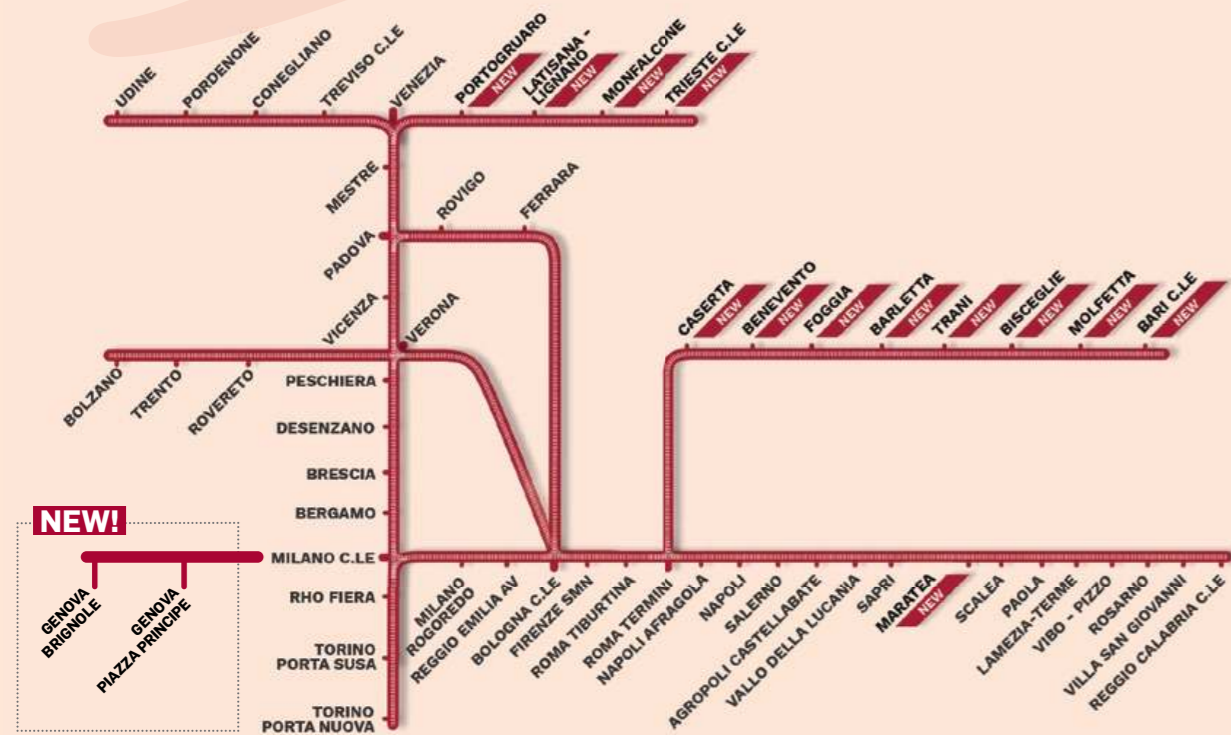 UDINE
PORDENONE
CONEGLIANO
TREVISO C.LE
VENEZIA
PORTOGRUARO
NEW
LATISANA -
LIGNANO
NEW
MONFALCONE
NEW
TRIESTE C.LE
NEW
MESTRE
ROVIGO
FERRARA
PADOVA
VICENZA
VERONA
CASERTA
NEW
BENEVENTO
NEW
FOGGIA
NEW
BARLETTA
NEW
TRANI
NEW
BISCEGLIE
NEW
MOLFETTA
NEW
BARI C.LE
NEW
BOLZANO
TRENTO
ROVERETO
PESCHIERA
DESENZANO
BRESCIA
BERGAMO
NEW!
GENOVA
BRIGNOLE
GENOVA
PIAZZA PRINCIPE
MILANO C.LE
RHO FIERA
TORINO
PORTA SUSA
TORINO
PORTA NUOVA
MILANO
ROGOREDO
REGGIO EMILIA AV
BOLOGNA C.LE
FIRENZE SMN
ROMA TIBURTINA
ROMA TERMINI
NAPOLI AFRAGOLA
NAPOLI
SALERNO
AGROPOLI CASTELLABATE
VALLO DELLA LUCANIA
SAPRI
MARATEA
NEW
SCALEA
PAOLA
LAMEZIA-TERME
VIBO - PIZZO
ROSARNO
VILLA SAN GIOVANNI
REGGIO CALABRIA C.LE